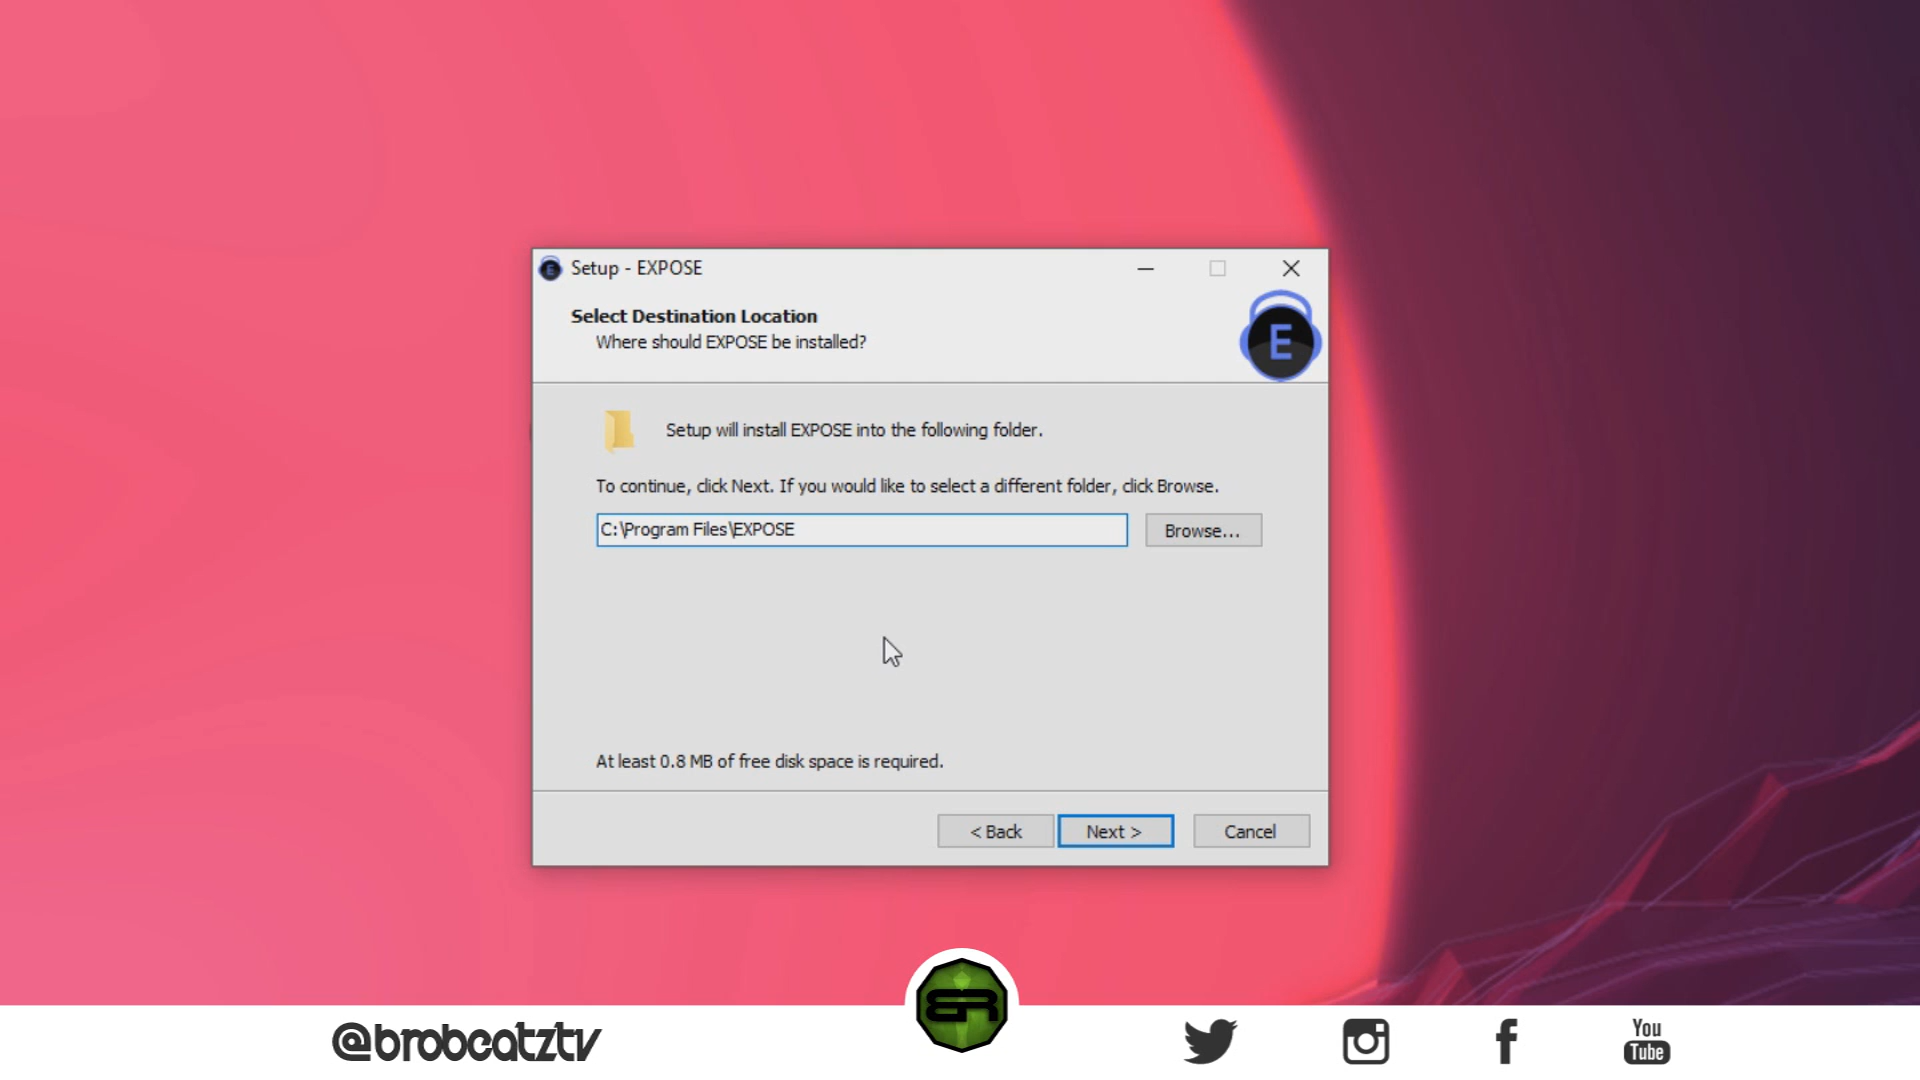 E Setup - EXPOSE
Select Destination Location
Where should EXPOSE be installed?
E
Setup will install EXPOSE into the following folder.
To continue, click Next. If you would like to select a different folder, click Browse.
C:\Program Files\EXPOSE
Browse...
At least 0.8 MB of free disk space is required.
< Back
Next >
Cancel
BR
@brobeatztv
You
Tube